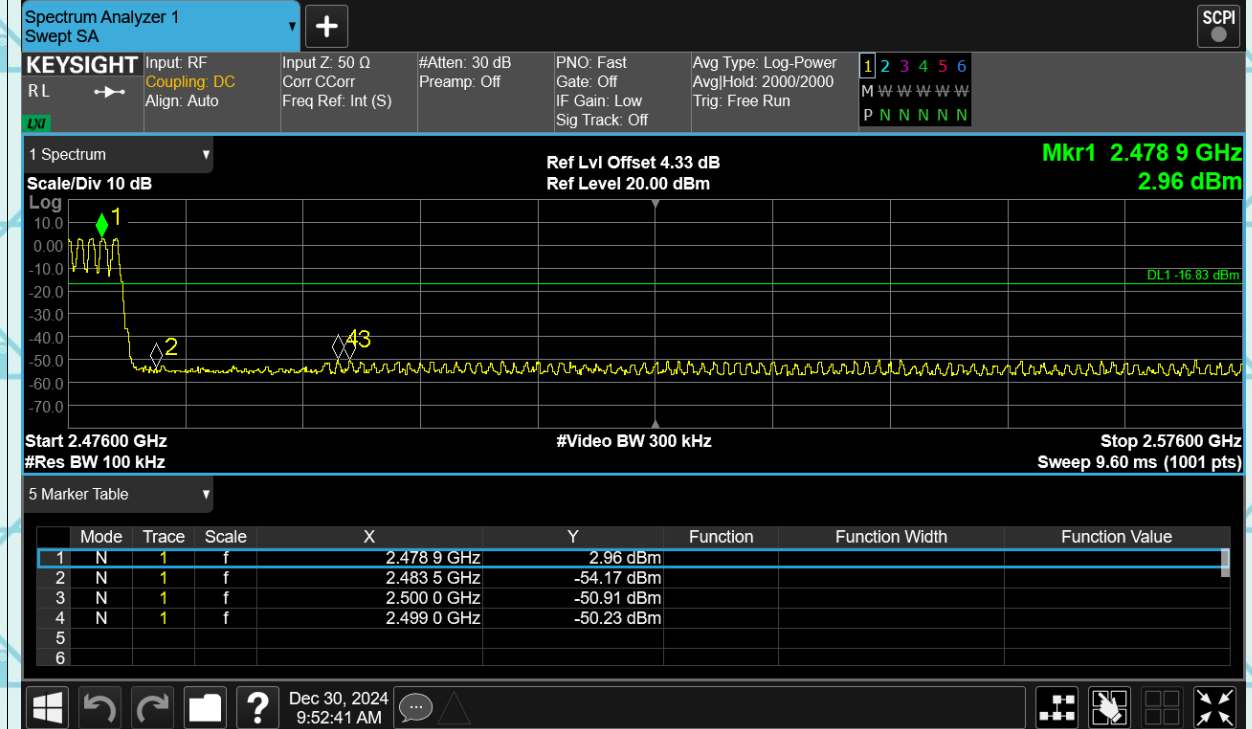 Spectrum Analyzer 1
Swept SA
SCPI
KEYSIGHT
RL
LXI
Input: RF
Coupling: DC
Align: Auto
Input Z: 50 Ω
Corr CCorr
Freq Ref: Int (S)
#Atten: 30 dB
Preamp: Off
PNO: Fast
Gate: Off
IF Gain: Low
Sig Track: Off
Avg Type: Log-Power
Avg|Hold: 2000/2000
Trig: Free Run
1 2 3 4 5 6
M W W W W W
P N N N N N
1 Spectrum
Scale/Div 10 dB
Ref Lvl Offset 4.33 dB
Ref Level 20.00 dBm
Mkr1 2.478 9 GHz
2.96 dBm
Log
10.0
0.00
-10.0
-20.0
-30.0
-40.0
-50.0
-60.0
-70.0
1
2
43
DL1 -16.83 dBm
Start 2.47600 GHz
#Res BW 100 kHz
#Video BW 300 kHz
Stop 2.57600 GHz
Sweep 9.60 ms (1001 pts)
5 Marker Table
Mode Trace Scale X Y Function Function Width Function Value
1 N 1 f 2.478 9 GHz 2.96 dBm
2 N 1 f 2.483 5 GHz -54.17 dBm
3 N 1 f 2.500 0 GHz -50.91 dBm
4 N 1 f 2.499 0 GHz -50.23 dBm
5
6
?
Dec 30, 2024
9:52:41 AM